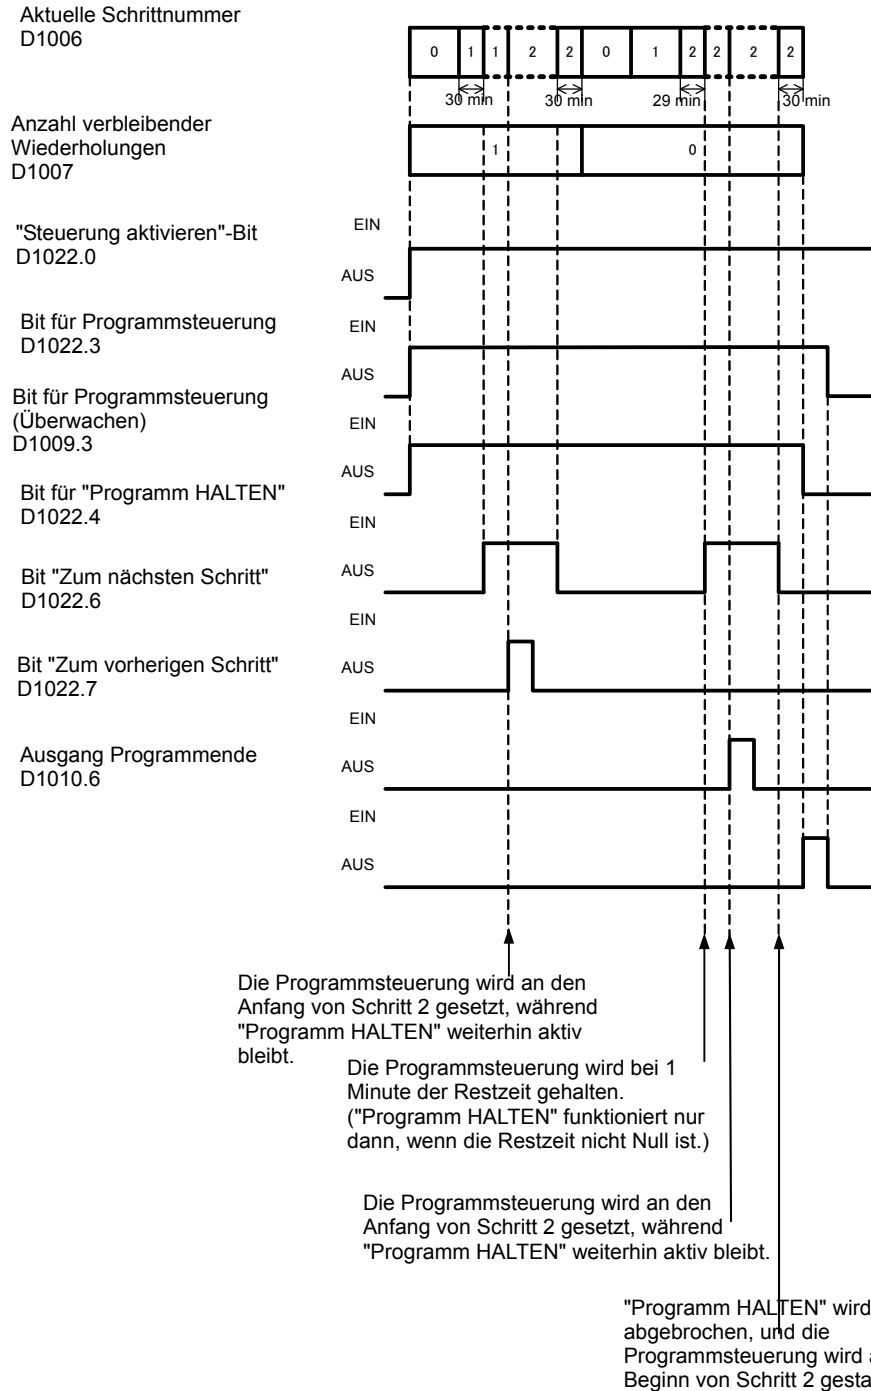 Aktuelle Schrittnummer
D1006
0 1 1 2 2 0 1 2 2 2 2
30 min 30 min 29 min 30 min
Anzahl verbleibender
Wiederholungen
D1007
1 0
"Steuerung aktivieren"-Bit
D1022.0
EIN
AUS
Bit für Programmsteuerung
D1022.3
EIN
AUS
Bit für Programmsteuerung
(Überwachen)
D1009.3
EIN
AUS
Bit für "Programm HALTEN"
D1022.4
EIN
AUS
Bit "Zum nächsten Schritt"
D1022.6
EIN
AUS
Bit "Zum vorherigen Schritt"
D1022.7
EIN
AUS
Ausgang Programmende
D1010.6
EIN
AUS
Die Programmsteuerung wird an den
Anfang von Schritt 2 gesetzt, während
"Programm HALTEN" weiterhin aktiv
bleibt.
Die Programmsteuerung wird bei 1
Minute der Restzeit gehalten.
("Programm HALTEN" funktioniert nur
dann, wenn die Restzeit nicht Null ist.)
Die Programmsteuerung wird an den
Anfang von Schritt 2 gesetzt, während
"Programm HALTEN" weiterhin aktiv bleibt.
"Programm HALTEN" wird
abgebrochen, und die
Programmsteuerung wird
Beginn von Schritt 2